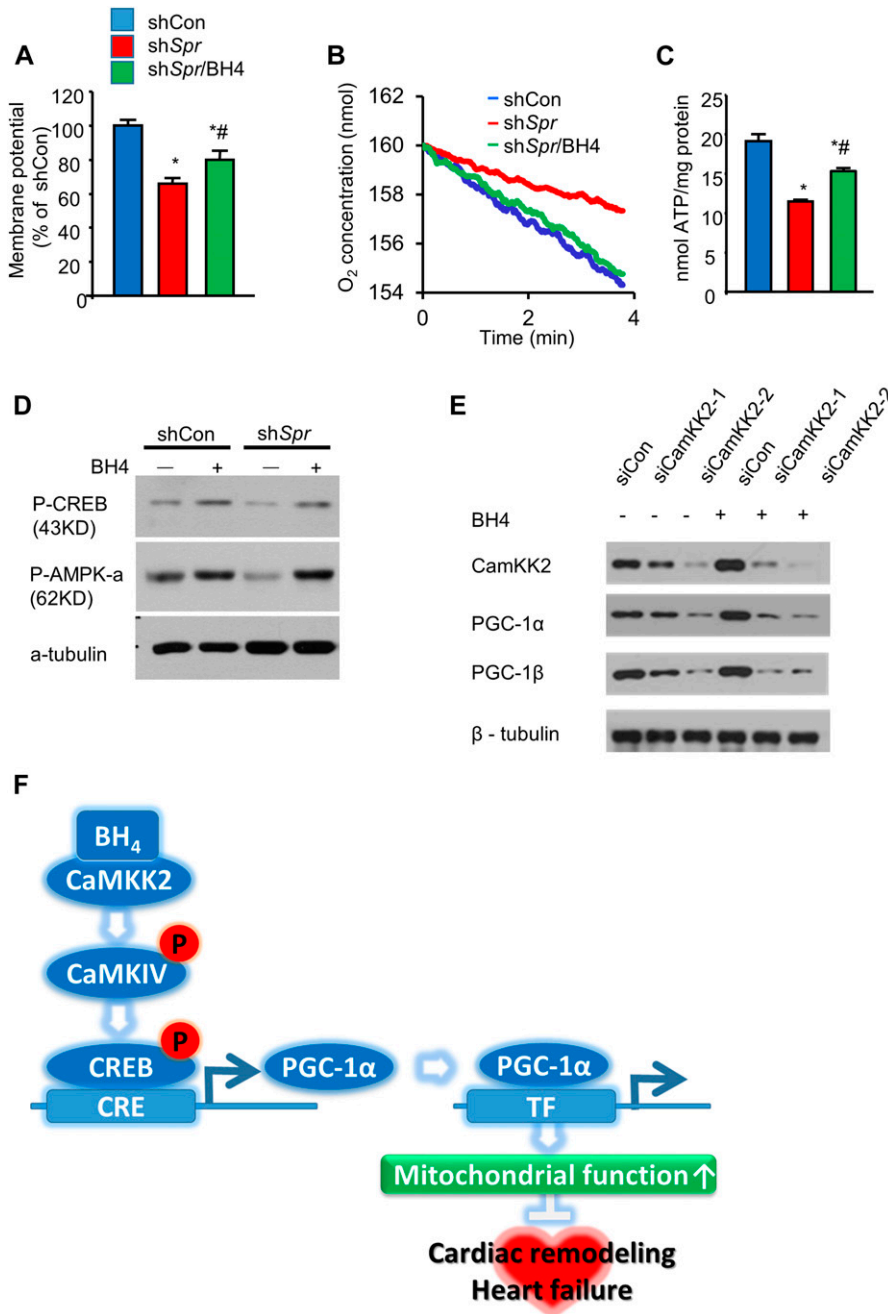 shCon
shSpr
shSpr/BH4
A
Membrane potential
(% of shCon)
120
100
80
60
40
20
0
*
*#
B
O2 concentration (nmol)
162
160
158
156
154
shCon
shSpr
shSpr/BH4
0 2 4
Time (min)
C
nmol ATP/mg protein
25
20
15
10
5
0
*
*#
D
shCon shSpr
BH4 — + — +
P-CREB
(43KD)
P-AMPK-a
(62KD)
a-tubulin
E
siCon siCamKK2-1 siCamKK2-2 siCon siCamKK2-1 siCamKK2-2
BH4 - - - + + +
CamKK2
PGC-1α
PGC-1β
β - tubulin
F
BH4
CaMKK2
P
CaMKIV
P
CREB PGC-1α PGC-1α
CRE TF
Mitochondrial function↑
Cardiac remodeling
Heart failure